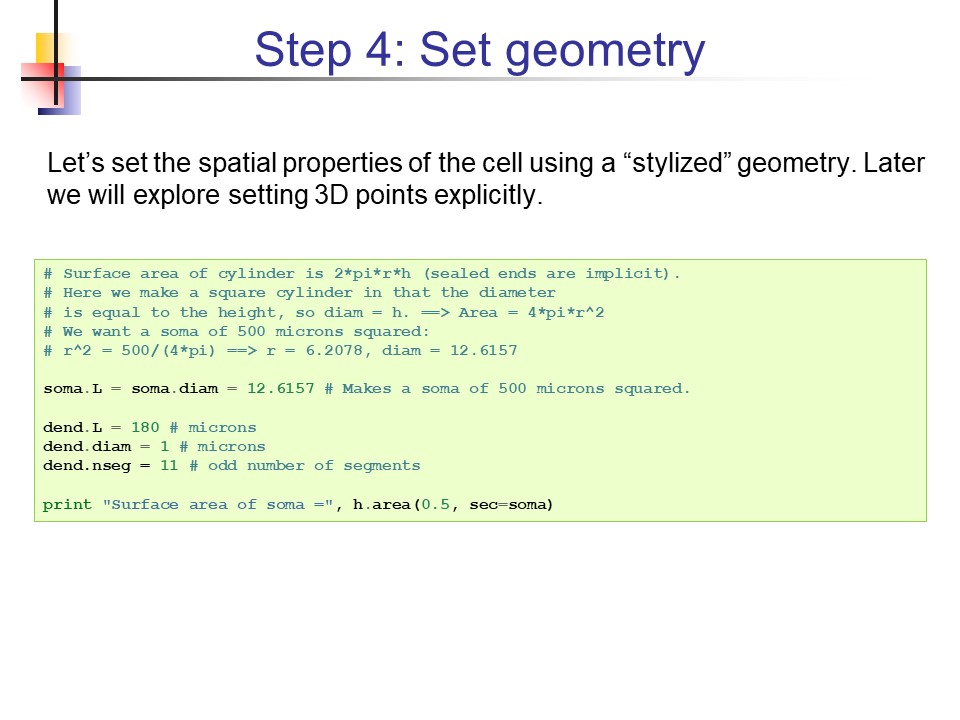 Step 4: Set geometry
Let’s set the spatial properties of the cell using a “stylized” geometry. Later
we will explore setting 3D points explicitly.
# Surface area of cylinder is 2*pi*r*h (sealed ends are implicit).
# Here we make a square cylinder in that the diameter
# is equal to the height, so diam = h. ==> Area = 4*pi*r^2
# We want a soma of 500 microns squared:
# r^2 = 500/(4*pi) ==> r = 6.2078, diam = 12.6157
soma.L = soma.diam = 12.6157 # Makes a soma of 500 microns squared.
dend.L = 180 # microns
dend.diam = 1 # microns
dend.nseg = 11 # odd number of segments
print "Surface area of soma =", h.area(0.5, sec=soma)